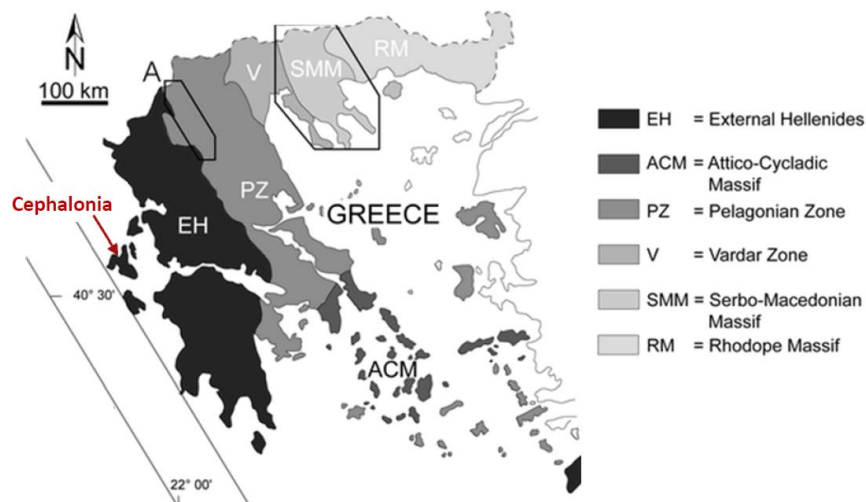 N
A
100 km
V
SMM
RM
Cephalonia
PZ
EH
GREECE
40° 30'
ACM
22° 00'
EH = External Hellenides
ACM = Attico-Cycladic
Massif
PZ = Pelagonian Zone
V = Vardar Zone
SMM = Serbo-Macedonian
Massif
RM = Rhodope Massif